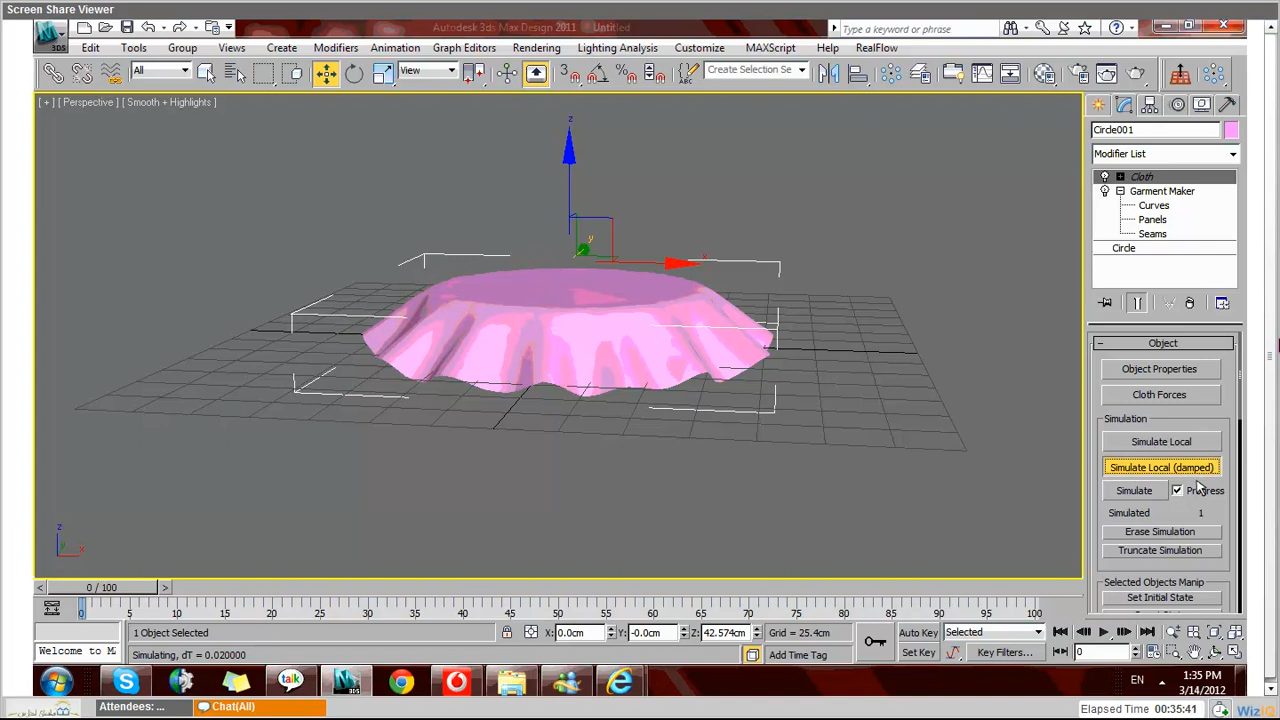 Screen Share Viewer
Autodesk 3ds Max Design 2011 Untitled
Type a keyword or phrase
3DS
Edit Tools Group Views Create Modifiers Animation Graph Editors Rendering Lighting Analysis Customize MAXScript Help RealFlow
All View 3 Create Selection Se
[ + ] [ Perspective ] [ Smooth + Highlights ]
Circle001
Modifier List
Cloth
Garment Maker
Curves
Panels
Seams
Circle
z
y
x
Object
Object Properties
Cloth Forces
Simulation
Simulate Local
Simulate Local (damped)
Simulate Progress
Simulated 1
Erase Simulation
Truncate Simulation
Selected Objects Manip
Set Initial State
z
y
x
< 0 / 100 >
0 5 10 15 20 25 30 35 40 45 50 55 60 65 70 75 80 85 90 95 100
1 Object Selected X: 0.0cm Y: -0.0cm Z: 42.574cm Grid = 25.4cm Auto Key Selected
Welcome to M Simulating, dT = 0.020000 Add Time Tag Set Key Key Filters... 0
talk
EN 1:35 PM
3/14/2012
Attendees: ... Chat(All) Elapsed Time 00:35:41 WizIQ